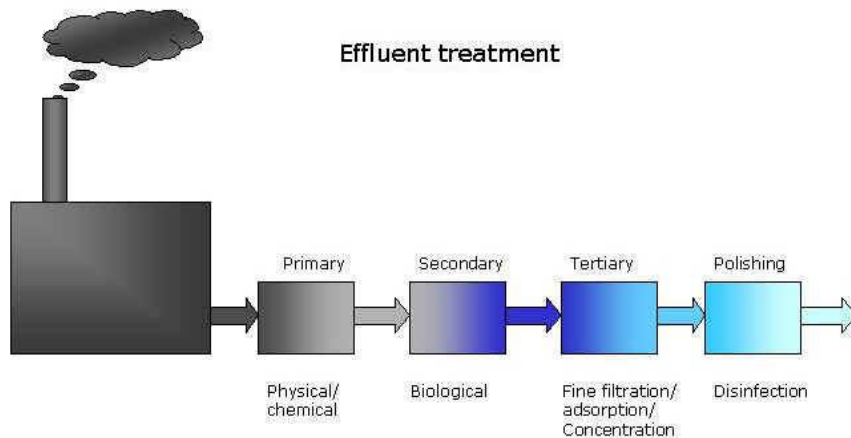 Effluent treatment
Primary
Secondary
Tertiary
Polishing
Physical/
chemical
Biological
Fine filtration/
adsorption/
Concentration
Disinfection